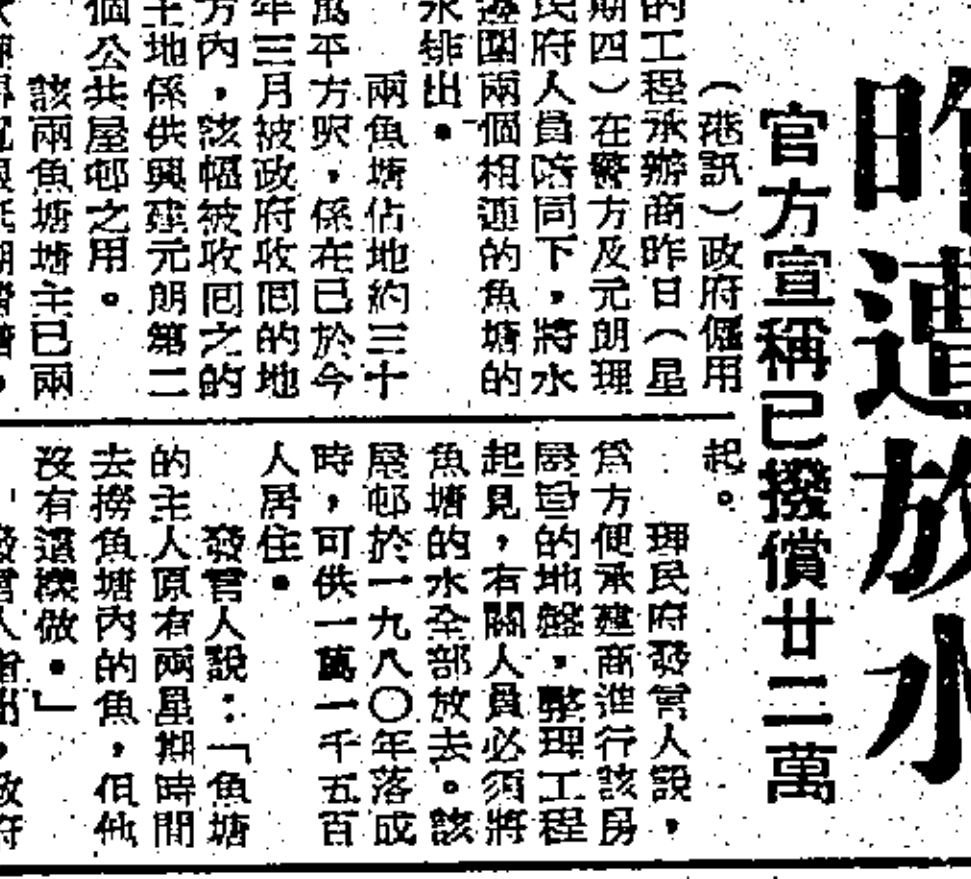 昨遭放水
官方宣稱已撥償廿二萬
(港訊)政府僱用
的工程承辦商昨日(星
期四)在警方及元朗理
民府人員陪同下，將水
邊圍兩個相連的魚塘的
水排出。
兩魚塘佔地約三十
萬平方呎，係在已於今
年三月被政府收囘的地
方內，該幅被收囘之的
主地係供興建元朗第二
個公共屋邨之用。
該兩魚塘塘主已兩
起。
理民府發言人說，
爲方便承建商進行該房
屋邨的地盤，整理工程
起見，有關人員必須將
魚塘的水全部放去。該
屋邨於一九八〇年落成
時，可供一萬一千五百
人居住。
發言人說：「魚塘
的主人原有兩星期時間
去撈魚塘內的魚，但他
沒有這樣做。」